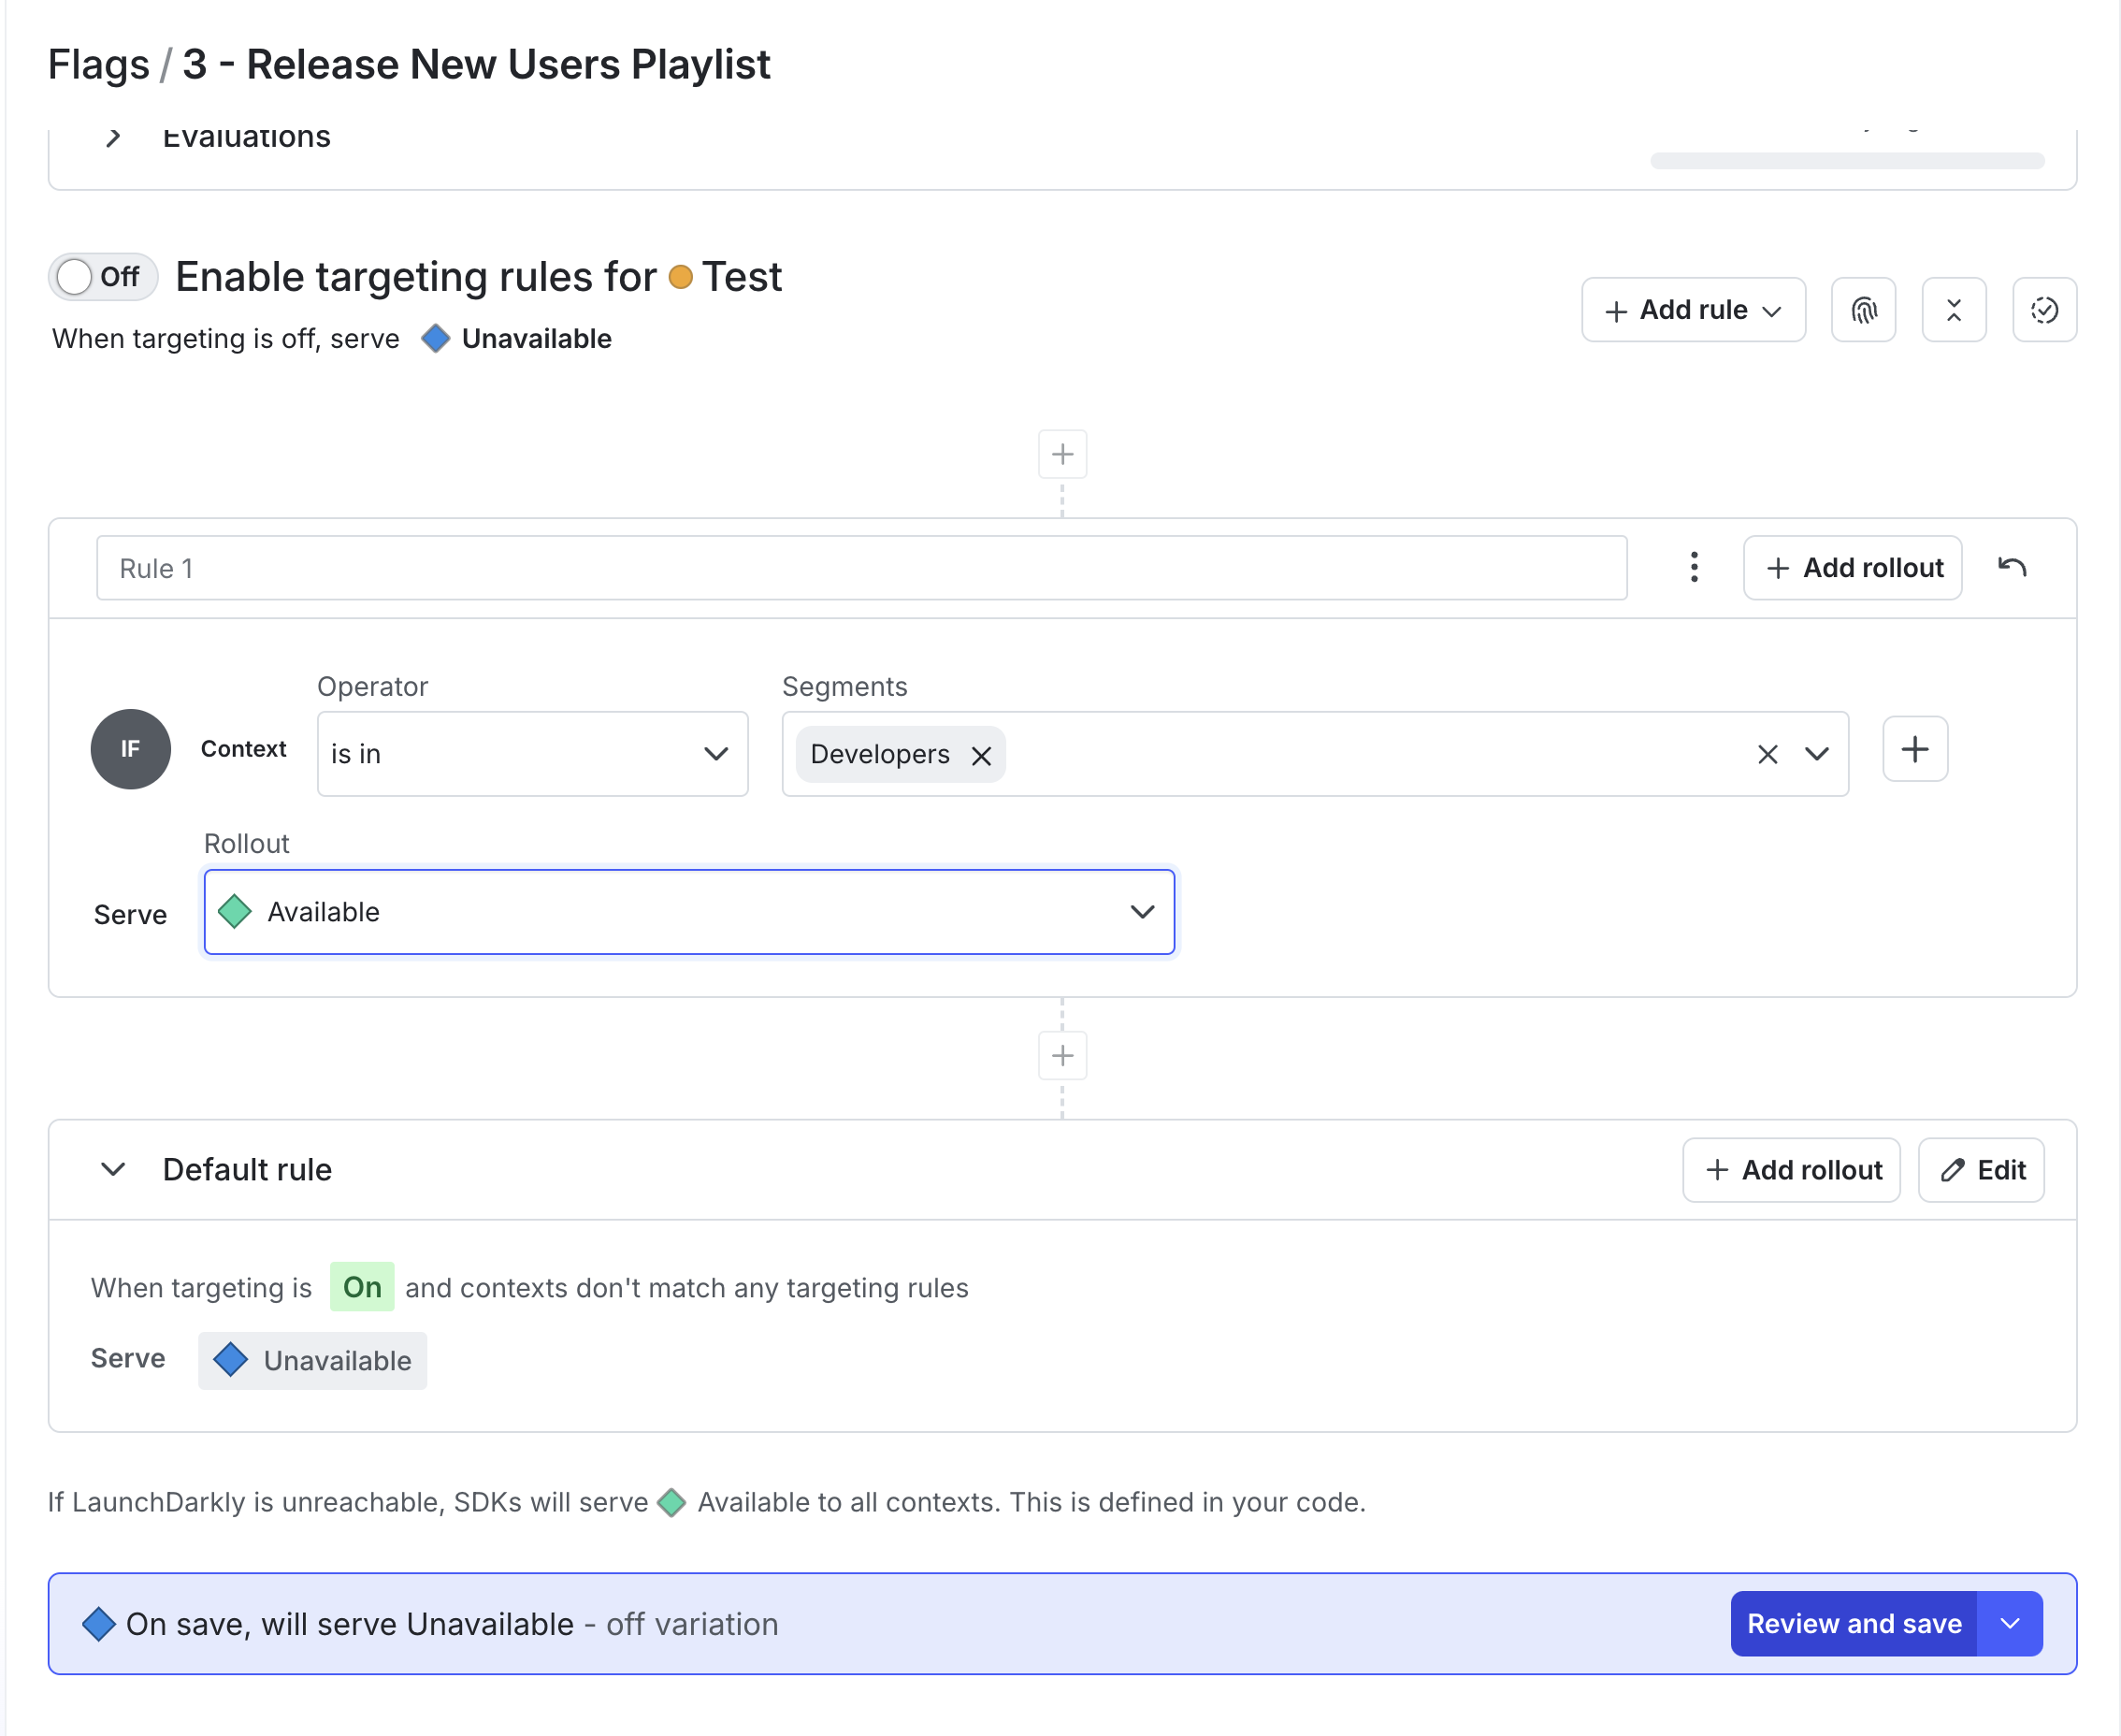 Flags / 3 - Release New Users Playlist
Evaluations
Off Enable targeting rules for Test
When targeting is off, serve Unavailable
+ Add rule
Rule 1
+ Add rollout
Operator
Segments
IF Context is in Developers
Rollout
Serve Available
Default rule
+ Add rollout
Edit
When targeting is On and contexts don't match any targeting rules
Serve Unavailable
If LaunchDarkly is unreachable, SDKs will serve Available to all contexts. This is defined in your code.
On save, will serve Unavailable - off variation
Review and save